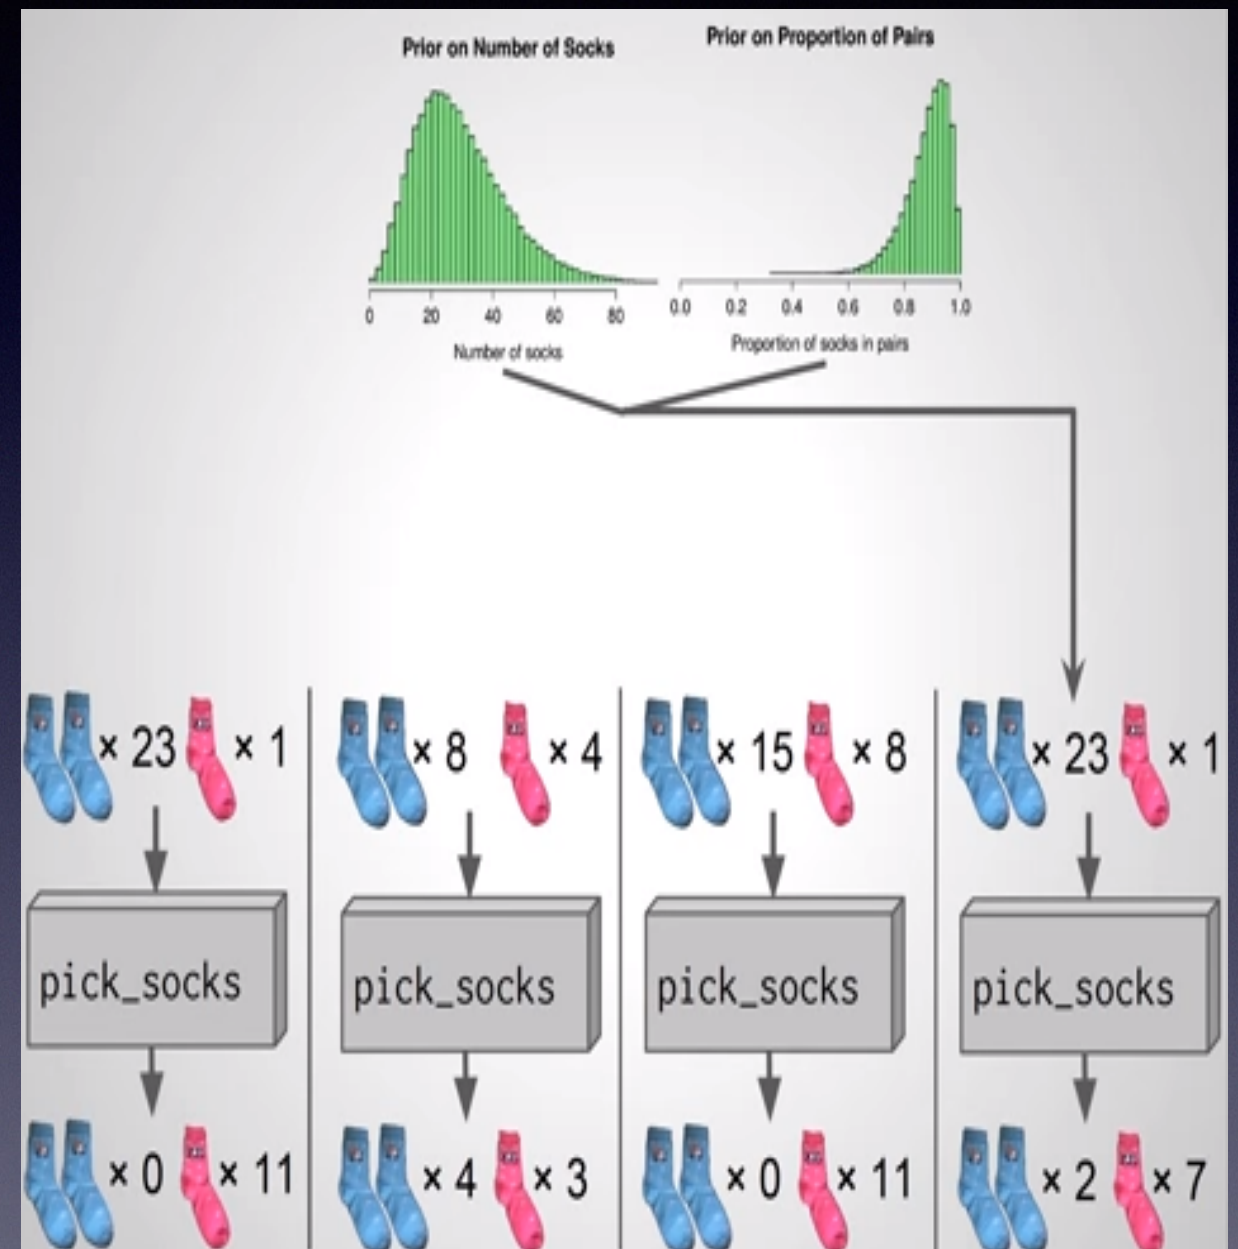 Prior on Number of Socks
Prior on Proportion of Pairs
0 20 40 60 80
0.0 0.2 0.4 0.6 0.8 1.0
Number of socks
Proportion of socks in pairs
× 23 × 1
× 8 × 4
× 15 × 8
× 23 × 1
pick_socks
pick_socks
pick_socks
pick_socks
× 0 × 11
× 4 × 3
× 0 × 11
× 2 × 7